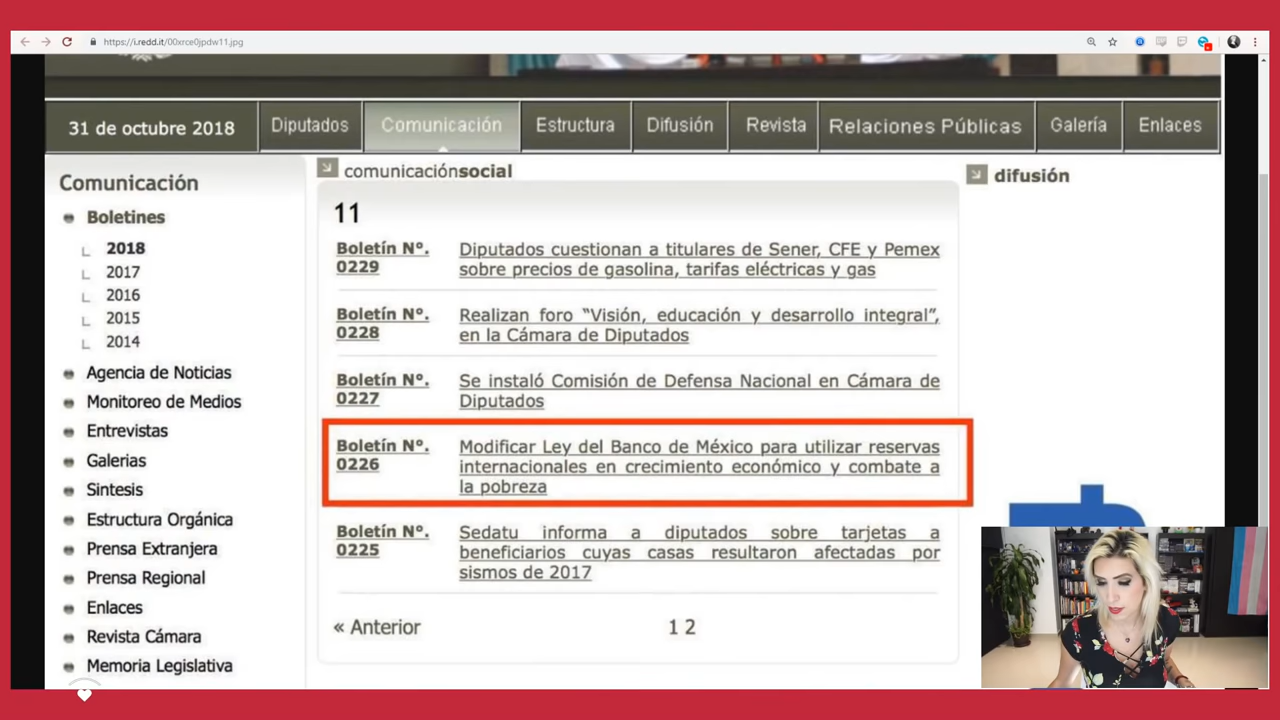 https://i.redd.it/00xrce0jpdw11.jpg
31 de octubre 2018
Diputados
Comunicación
Estructura
Difusión
Revista
Relaciones Públicas
Galería
Enlaces
Comunicación
Boletines
2018
2017
2016
2015
2014
Agencia de Noticias
Monitoreo de Medios
Entrevistas
Galerias
Sintesis
Estructura Orgánica
Prensa Extranjera
Prensa Regional
Enlaces
Revista Cámara
Memoria Legislativa
comunicaciónsocial
11
Boletín Nº.
0229
Diputados cuestionan a titulares de Sener, CFE y Pemex
sobre precios de gasolina, tarifas eléctricas y gas
Boletín Nº.
0228
Realizan foro “Visión, educación y desarrollo integral”,
en la Cámara de Diputados
Boletín Nº.
0227
Se instaló Comisión de Defensa Nacional en Cámara de
Diputados
Boletín Nº.
0226
Modificar Ley del Banco de México para utilizar reservas
internacionales en crecimiento económico y combate a
la pobreza
Boletín Nº.
0225
Sedatu informa a diputados sobre tarjetas a
beneficiarios cuyas casas resultaron afectadas por
sismos de 2017
« Anterior
1 2
difusión